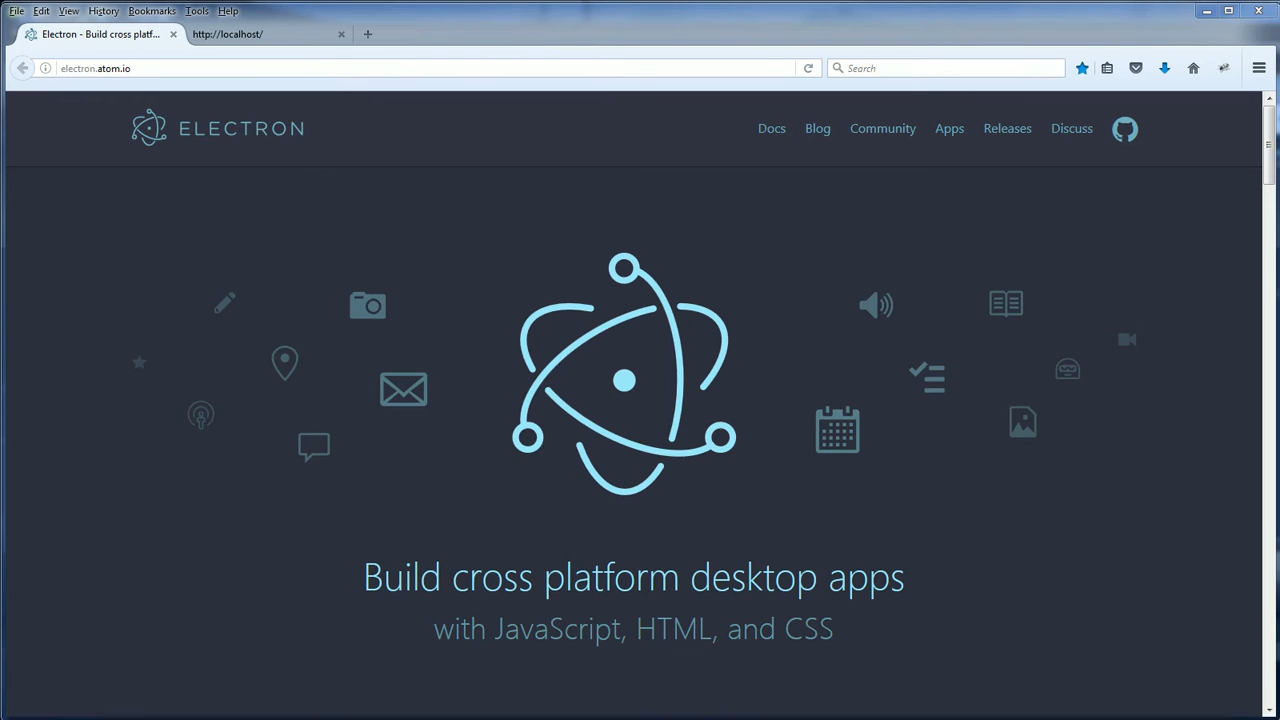 File Edit View History Bookmarks Tools Help
Electron - Build cross platf... http://localhost/
electron.atom.io Search
ELECTRON Docs Blog Community Apps Releases Discuss
Build cross platform desktop apps
with JavaScript, HTML, and CSS